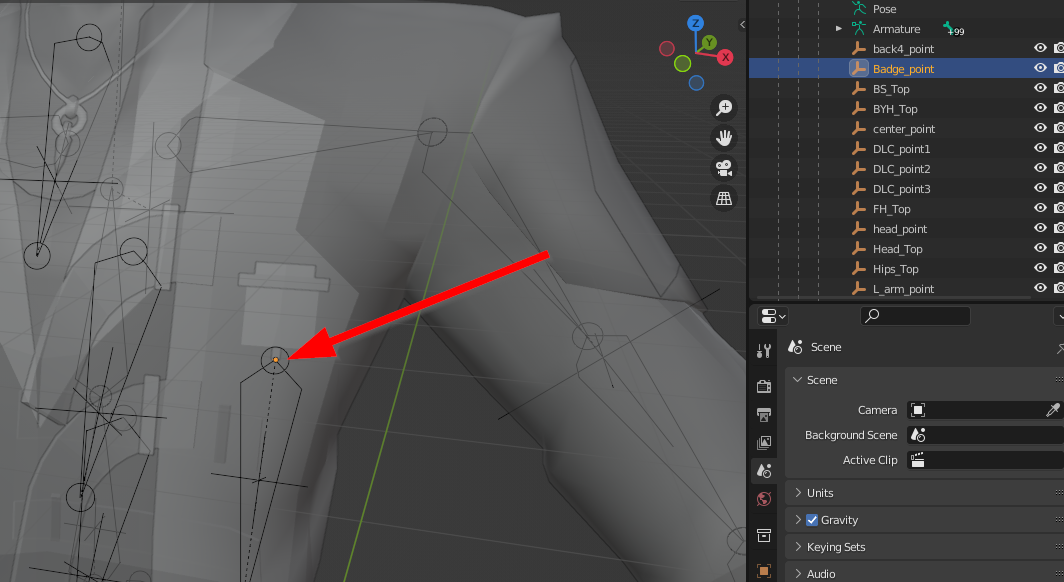 Z
Y
X
Pose
Armature
+99
back4_point
Badge_point
BS_Top
BYH_Top
center_point
DLC_point1
DLC_point2
DLC_point3
FH_Top
head_point
Head_Top
Hips_Top
L_arm_point
Scene
Scene
Camera
Background Scene
Active Clip
Units
Gravity
Keying Sets
Audio